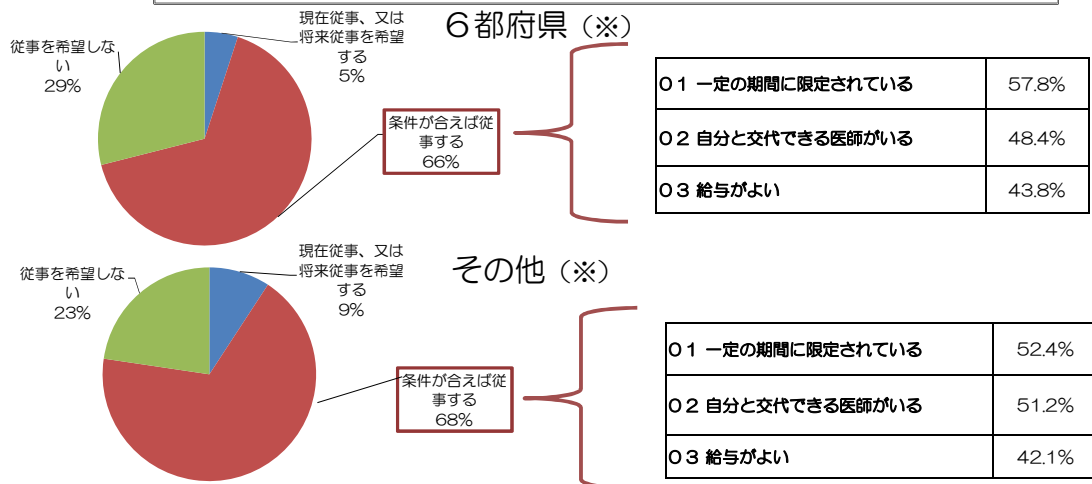 6都府県（※）
現在従事、又は
将来従事を希望
する
5%
従事を希望しな
い
29%
条件が合えば従
事する
66%
01 一定の期間に限定されている 57.8%
02 自分と交代できる医師がいる 48.4%
03 給与がよい 43.8%
その他（※）
現在従事、又は
将来従事を希望
する
9%
従事を希望しな
い
23%
条件が合えば従
事する
68%
01 一定の期間に限定されている 52.4%
02 自分と交代できる医師がいる 51.2%
03 給与がよい 42.1%